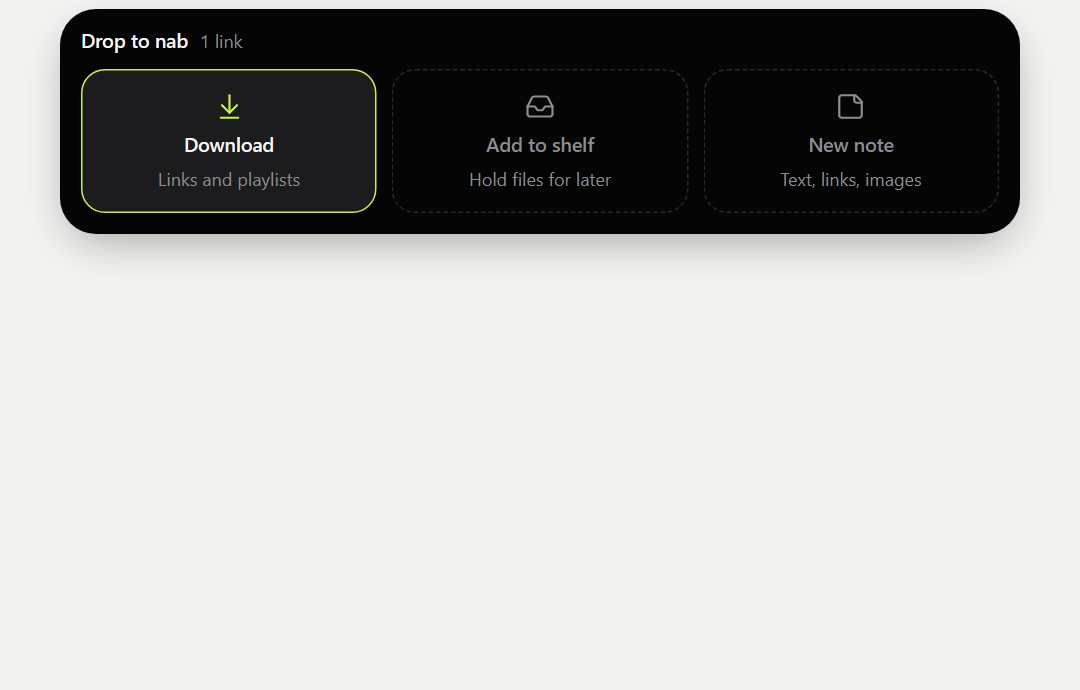 Drop to nab 1 link
Download
Links and playlists
Add to shelf
Hold files for later
New note
Text, links, images